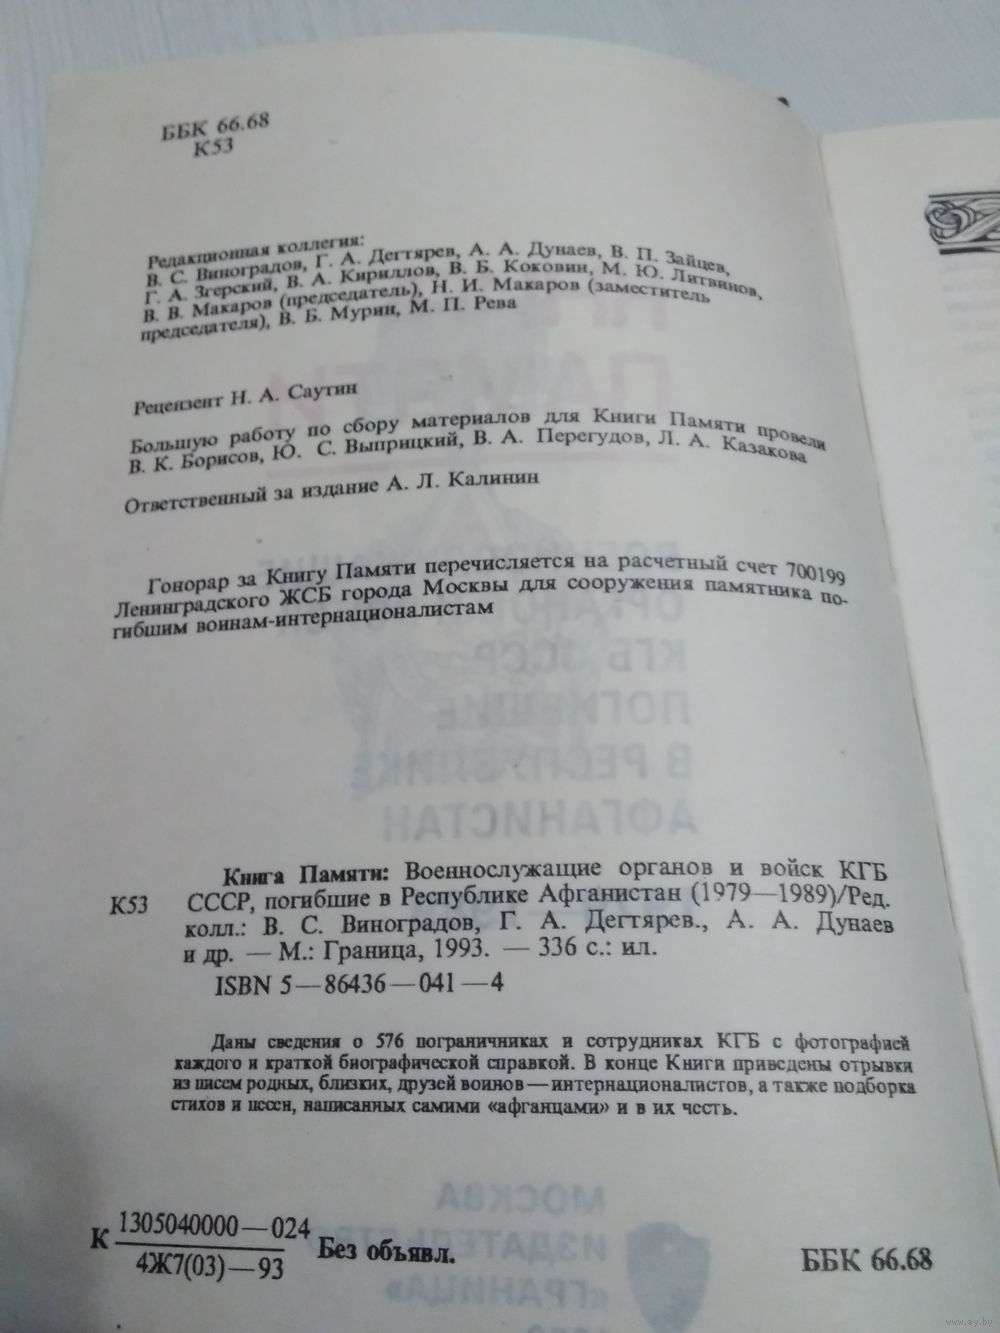 ББК 66.68
К53
Редакционная коллегия:
В. С. Виноградов, Г. А. Дегтярев, А. А. Дунаев, В. П. Зайцев,
Г. А. Згерский, В. А. Кириллов, В. Б. Коковин, М. Ю. Литвинов,
В. В. Макаров (председатель), Н. И. Макаров (заместитель
председателя), В. Б. Мурин, М. П. Рева
Рецензент Н. А. Саутин
Большую работу по сбору материалов для Книги Памяти провели
В. К. Борисов, Ю. С. Выприцкий, В. А. Перегудов, Л. А. Казакова
Ответственный за издание А. Л. Калинин
Гонорар за Книгу Памяти перечисляется на расчетный счет 700199
Ленинградского ЖСБ города Москвы для сооружения памятника по-
гибшим воинам-интернационалистам
Книга Памяти: Военнослужащие органов и войск КГБ
К53 СССР, погибшие в Республике Афганистан (1979—1989)/Ред.
колл.: В. С. Виноградов, Г. А. Дегтярев., А. А. Дунаев
и др. — М.: Граница, 1993. — 336 с.: ил.
ISBN 5—86436—041—4
Даны сведения о 576 пограничниках и сотрудниках КГБ с фотографией
каждого и краткой биографической справкой. В конце Книги приведены отрывки
из писем родных, близких, друзей воинов—интернационалистов, а также подборка
стихов и песен, написанных самими «афганцами» и в их честь.
К 1305040000—024
4Ж7(03)—93 Без объявл.
ББК 66.68
www.ay.by